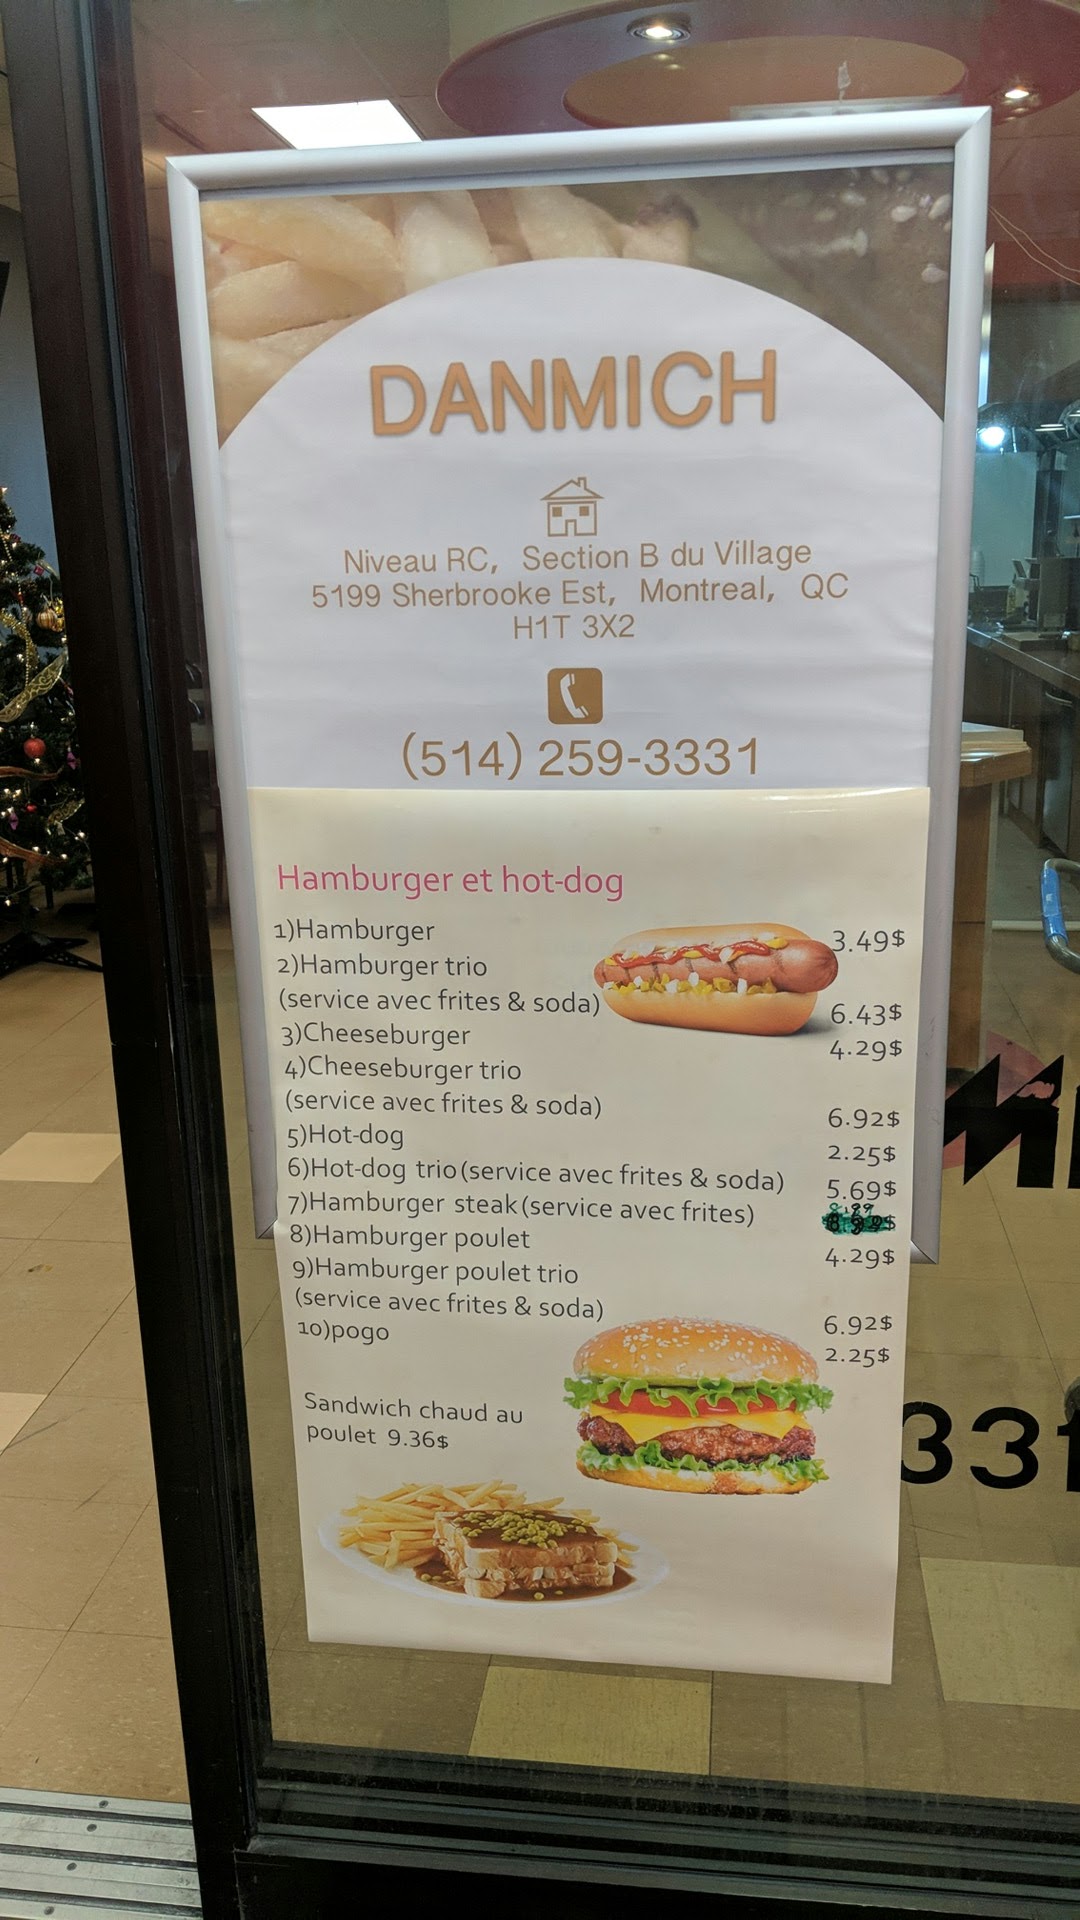 DANMICH
Niveau RC, Section B du Village
5199 Sherbrooke Est, Montreal, QC
H1T 3X2
(514) 259-3331
Hamburger et hot-dog
1)Hamburger 3.49$
2)Hamburger trio
(service avec frites & soda) 6.43$
3)Cheeseburger 4.29$
4)Cheeseburger trio
(service avec frites & soda) 6.92$
5)Hot-dog 2.25$
6)Hot-dog trio(service avec frites & soda) 5.69$
7)Hamburger steak(service avec frites) 8.99
8)Hamburger poulet 4.29$
9)Hamburger poulet trio
(service avec frites & soda) 6.92$
10)pogo 2.25$
Sandwich chaud au
poulet 9.36$
331